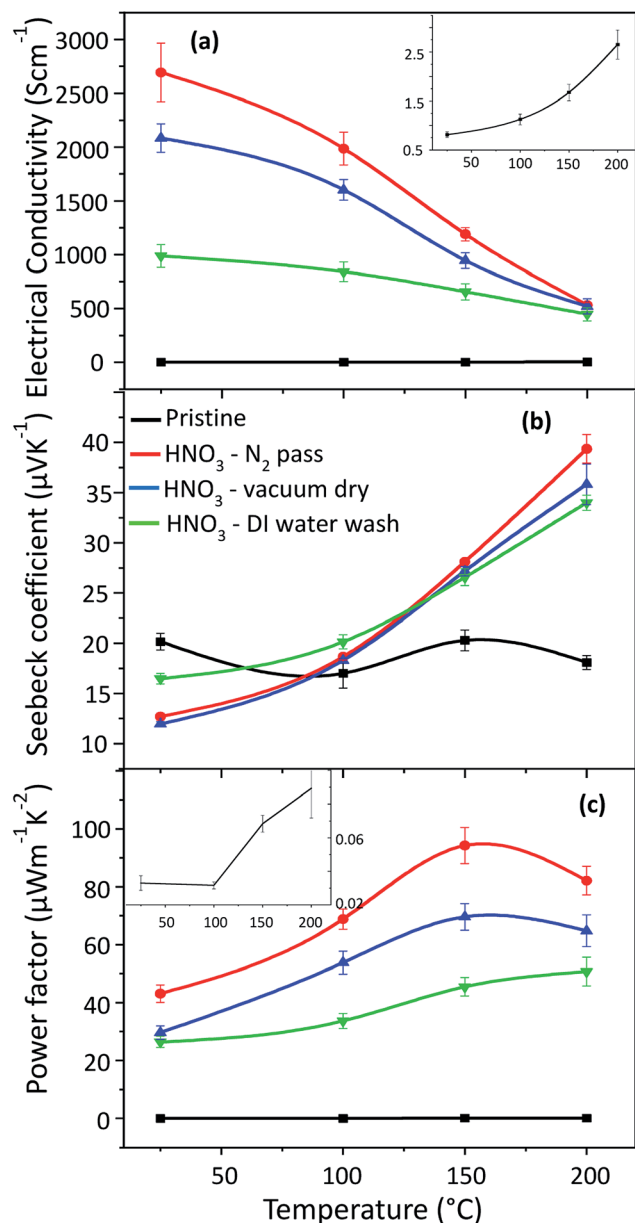 (a)
Electrical Conductivity (Scm⁻¹)
3000
2500
2000
1500
1000
500
0
2.5
1.5
0.5
50 100 150 200
(b)
Seebeck coefficient (μVK⁻¹)
40
35
30
25
20
15
10
Pristine
HNO₃ - N₂ pass
HNO₃ - vacuum dry
HNO₃ - DI water wash
(c)
Power factor (μWm⁻¹K⁻²)
100
80
60
40
20
0
0.06
0.02
50 100 150 200
50 100 150 200
Temperature (°C)